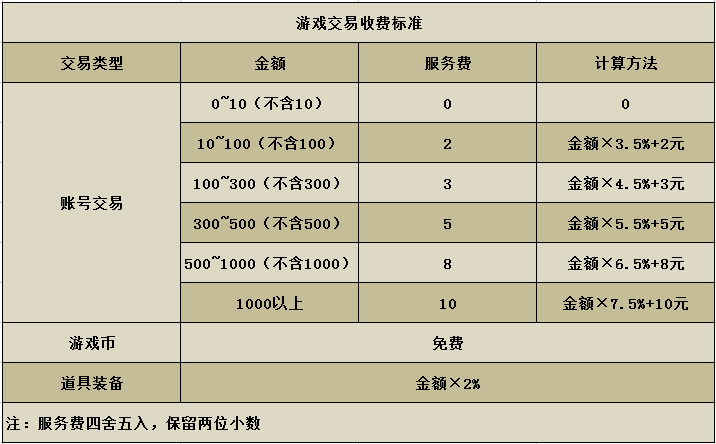 游戏交易收费标准
交易类型 金额 服务费 计算方法
账号交易 0~10（不含10） 0 0
10~100（不含100） 2 金额×3.5%+2元
100~300（不含300） 3 金额×4.5%+3元
300~500（不含500） 5 金额×5.5%+5元
500~1000（不含1000） 8 金额×6.5%+8元
1000以上 10 金额×7.5%+10元
游戏币 免费
道具装备 金额×2%
注：服务费四舍五入，保留两位小数